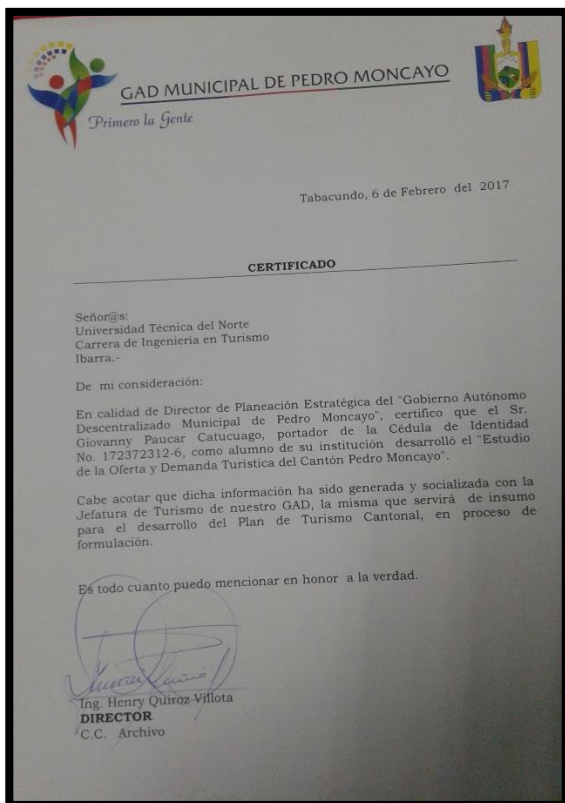 GAD MUNICIPAL DE PEDRO MONCAYO
Primero la Gente
Tabacundo, 6 de Febrero del 2017
CERTIFICADO
Señor@s:
Universidad Técnica del Norte
Carrera de Ingeniería en Turismo
Ibarra.-
De mi consideración:
En calidad de Director de Planeación Estratégica del "Gobierno Autónomo
Descentralizado Municipal de Pedro Moncayo", certifico que el Sr.
Giovanny Paucar Catucuago, portador de la Cédula de Identidad
No. 172372312-6, como alumno de su institución desarrolló el "Estudio
de la Oferta y Demanda Turística del Cantón Pedro Moncayo".
Cabe acotar que dicha información ha sido generada y socializada con la
Jefatura de Turismo de nuestro GAD, la misma que servirá de insumo
para el desarrollo del Plan de Turismo Cantonal, en proceso de
formulación.
Es todo cuanto puedo mencionar en honor a la verdad.
Ing. Henry Quiroz Villota
DIRECTOR
C.C. Archivo